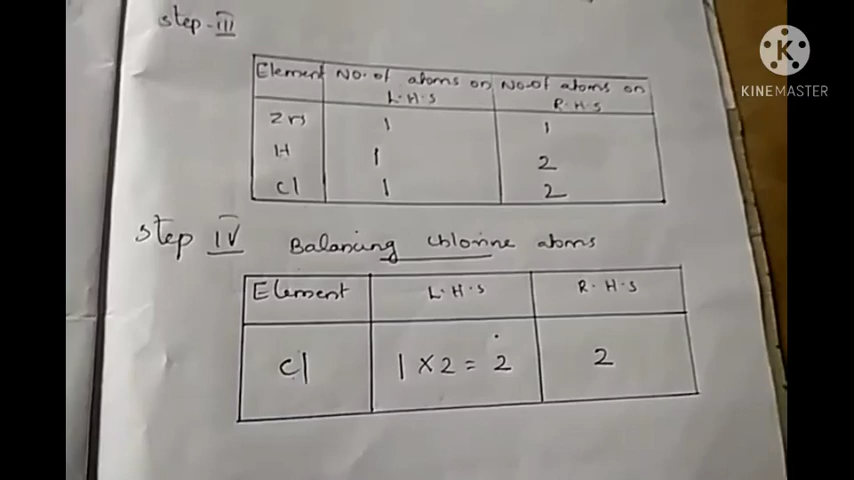 Step-III
Element No. of atoms on L.H.S No. of atoms on R.H.S
Zn 1 1
H 1 2
Cl 1 2
Step IV Balancing chlorine atoms
Element L.H.S R.H.S
Cl 1 X 2 = 2 2
KINEMASTER